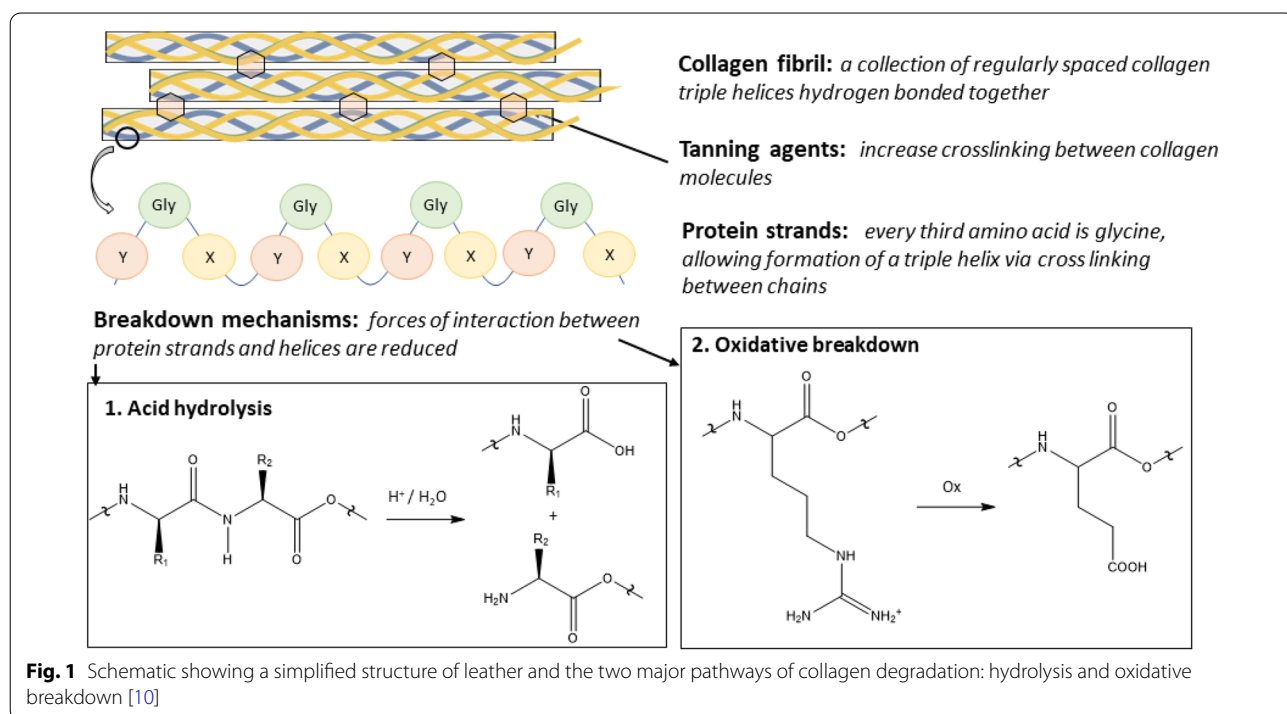 Collagen fibril: a collection of regularly spaced collagen
triple helices hydrogen bonded together
Tanning agents: increase crosslinking between collagen
molecules
Gly Gly Gly Gly
Y X Y X Y X Y X
Protein strands: every third amino acid is glycine,
allowing formation of a triple helix via cross linking
between chains
Breakdown mechanisms: forces of interaction between
protein strands and helices are reduced
1. Acid hydrolysis
H
N
O
R₁
N
H
R₂
O
O
H⁺ / H₂O
H
N
O
OH
R₁
+
R₂
H₂N
O
O
2. Oxidative breakdown
H
N
O
O
NH
H₂N
NH₂⁺
Ox
H
N
O
O
COOH
Fig. 1 Schematic showing a simplified structure of leather and the two major pathways of collagen degradation: hydrolysis and oxidative
breakdown [10]